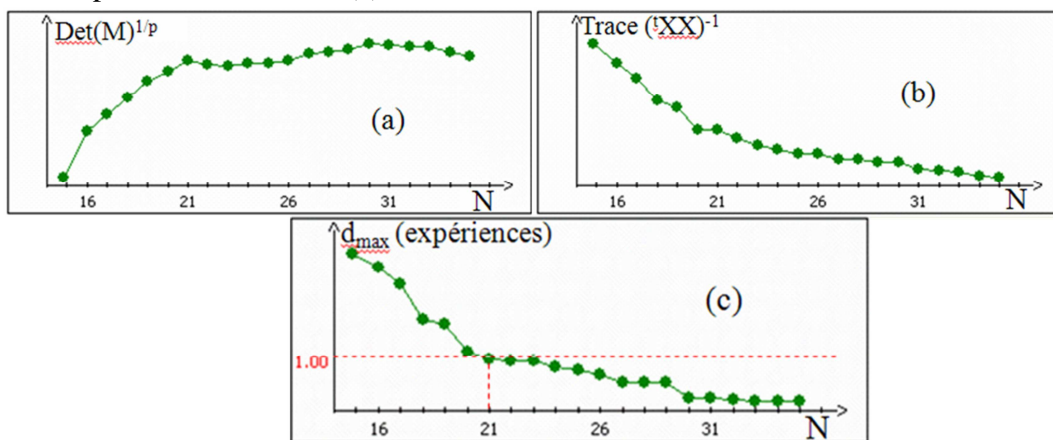 Det(M)1/p
(a)
16 21 26 31 N
Trace (ᵗXX)-1
(b)
16 21 26 31 N
dmax (expériences)
(c)
1.00
16 21 26 31 N